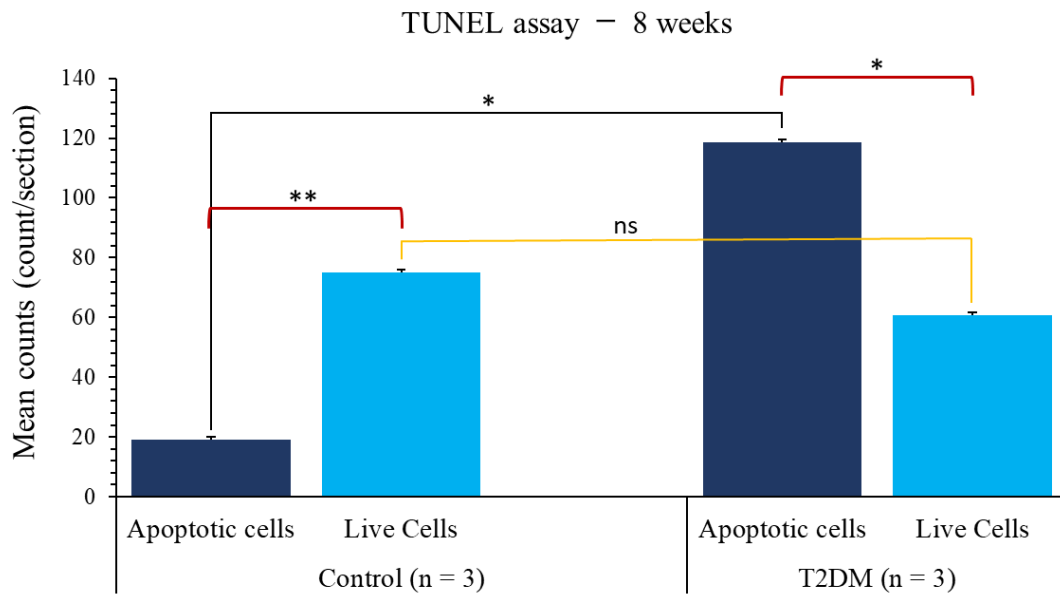 TUNEL assay － 8 weeks
Mean counts (count/section)
140
120
100
80
60
40
20
0
*
*
**
ns
Apoptotic cells Live Cells Apoptotic cells Live Cells
Control (n = 3) T2DM (n = 3)